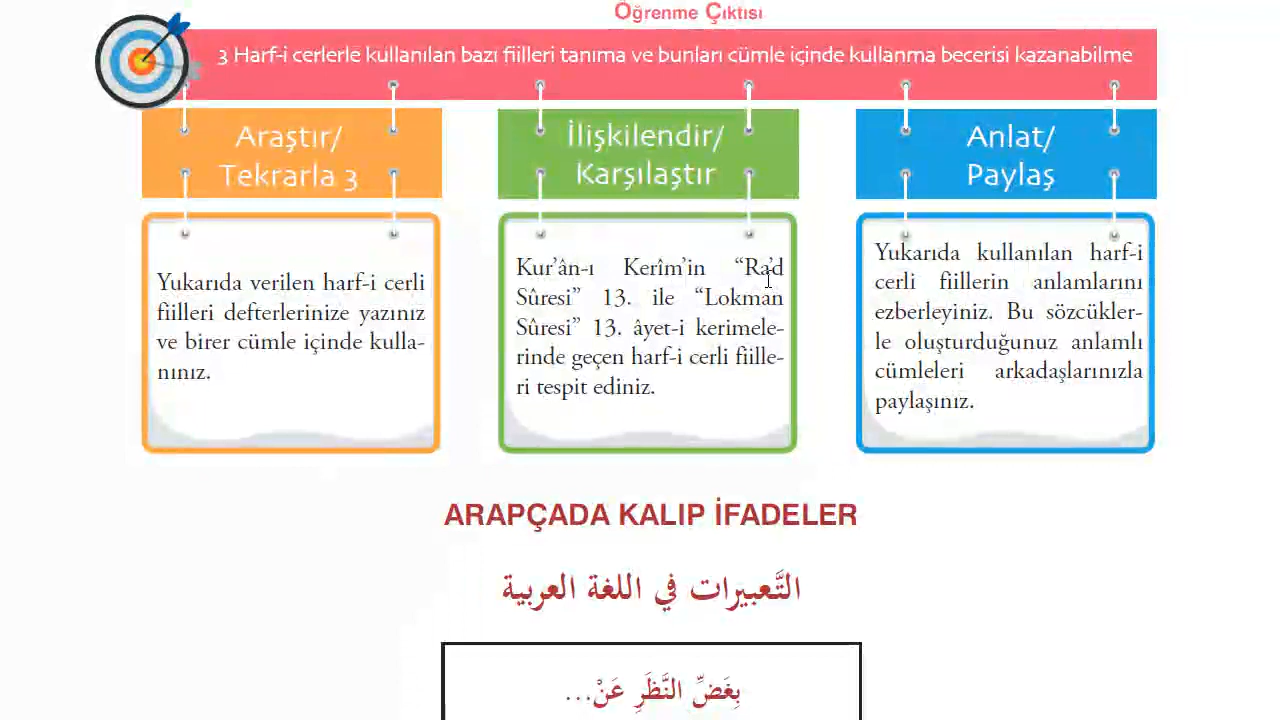 Öğrenme Çıktısı
3 Harf-i cerlerle kullanılan bazı fiilleri tanıma ve bunları cümle içinde kullanma becerisi kazanabilme
Araştır/
Tekrarla 3
Yukarıda verilen harf-i cerli
fiilleri defterlerinize yazınız
ve birer cümle içinde kulla-
nınız.
İlişkilendir/
Karşılaştır
Kur’ân-ı Kerîm’in “Ra’d
Sûresi” 13. ile “Lokman
Sûresi” 13. âyet-i kerimele-
rinde geçen harf-i cerli fiille-
ri tespit ediniz.
Anlat/
Paylaş
Yukarıda kullanılan harf-i
cerli fiillerin anlamlarını
ezberleyiniz. Bu sözcükler-
le oluşturduğunuz anlamlı
cümleleri arkadaşlarınızla
paylaşınız.
ARAPÇADA KALIP İFADELER
التَّعبيرات في اللغة العربية
بِغَضِّ النَّظَرِ عَنْ...